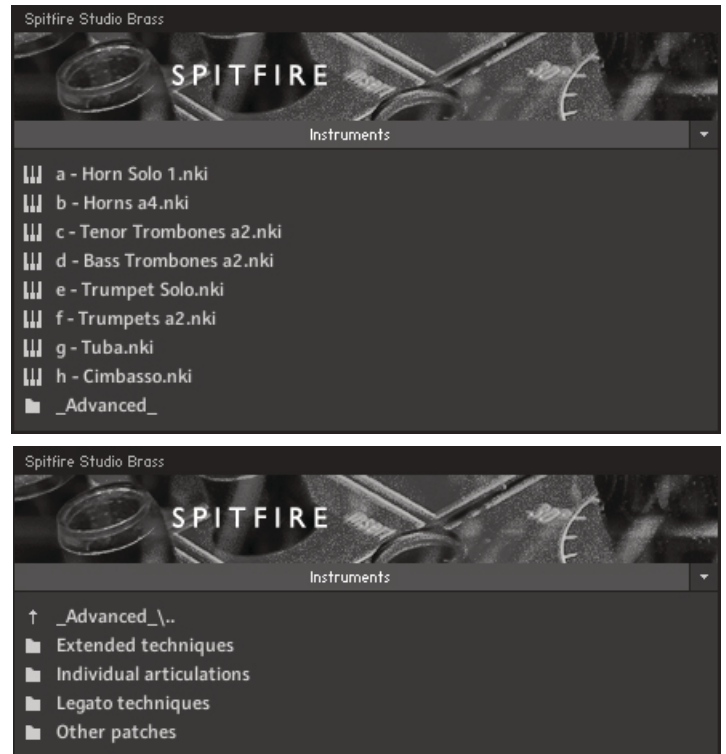 Spitfire Studio Brass
SPITFIRE
Instruments
a - Horn Solo 1.nki
b - Horns a4.nki
c - Tenor Trombones a2.nki
d - Bass Trombones a2.nki
e - Trumpet Solo.nki
f - Trumpets a2.nki
g - Tuba.nki
h - Cimbasso.nki
_Advanced_
Spitfire Studio Brass
SPITFIRE
Instruments
↑ _Advanced_\..
Extended techniques
Individual articulations
Legato techniques
Other patches